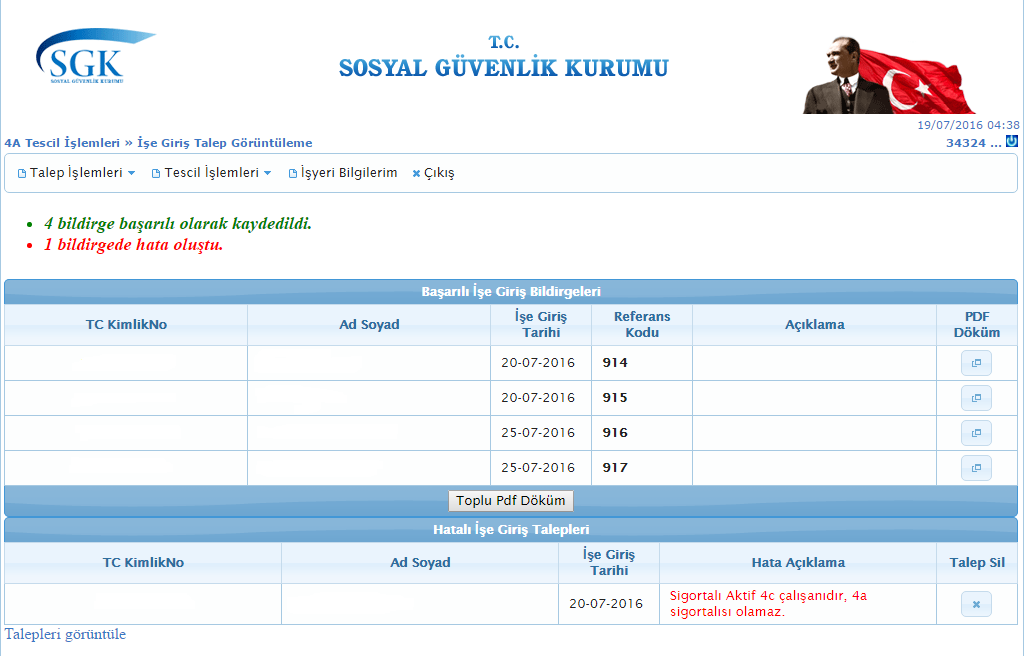 SGK
SOSYAL GÜVENLİK KURUMU
T.C.
SOSYAL GÜVENLİK KURUMU
19/07/2016 04:38
4A Tescil İşlemleri » İşe Giriş Talep Görüntüleme
34324 ...
Talep İşlemleri Tescil İşlemleri İşyeri Bilgilerim Çıkış
4 bildirge başarılı olarak kaydedildi.
1 bildirgede hata oluştu.
Başarılı İşe Giriş Bildirgeleri
TC KimlikNo Ad Soyad İşe Giriş Tarihi Referans Kodu Açıklama PDF Döküm
20-07-2016 914
20-07-2016 915
25-07-2016 916
25-07-2016 917
Toplu Pdf Döküm
Hatalı İşe Giriş Talepleri
TC KimlikNo Ad Soyad İşe Giriş Tarihi Hata Açıklama Talep Sil
20-07-2016 Sigortalı Aktif 4c çalışanıdır, 4a
sigortalısı olamaz.
Talepleri görüntüle